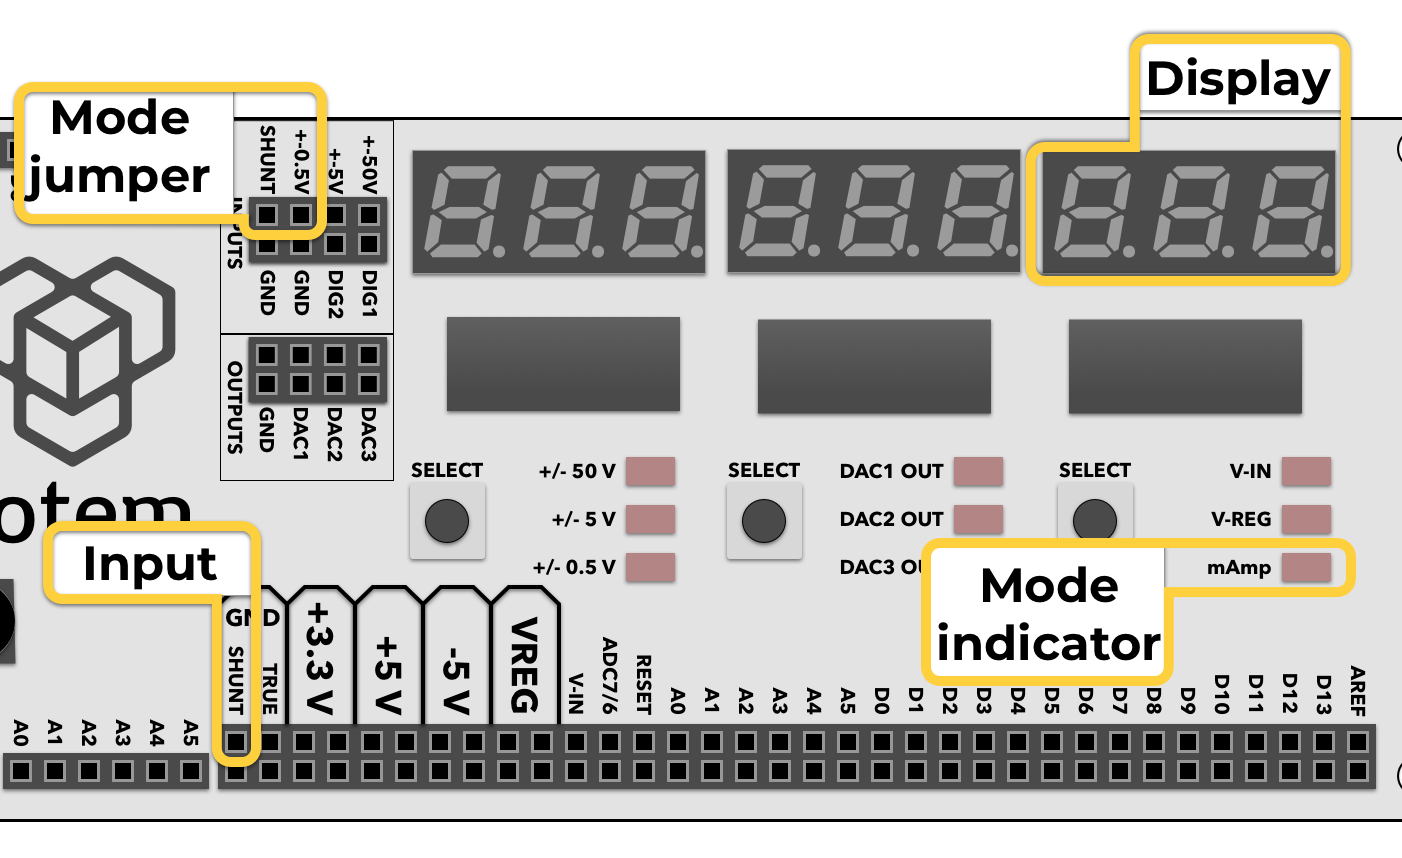 Display
Mode
jumper
SHUNT
+-0.5V
+-5V
+-50V
GND
GND
DIG2
DIG1
OUTPUTS
GND
DAC1
DAC2
DAC3
SELECT
+/- 50 V
+/- 5 V
+/- 0.5 V
SELECT
DAC1 OUT
DAC2 OUT
DAC3
SELECT
V-IN
V-REG
mAmp
otem
Input
Mode
indicator
GND
SHUNT
TRUE
+3.3 V
+5 V
-5 V
VREG
V-IN
ADC7/6
RESET
A0
A1
A2
A3
A4
A5
D0
D1
D2
D3
D4
D5
D6
D7
D8
D9
D10
D11
D12
D13
AREF
A0
A1
A2
A3
A4
A5